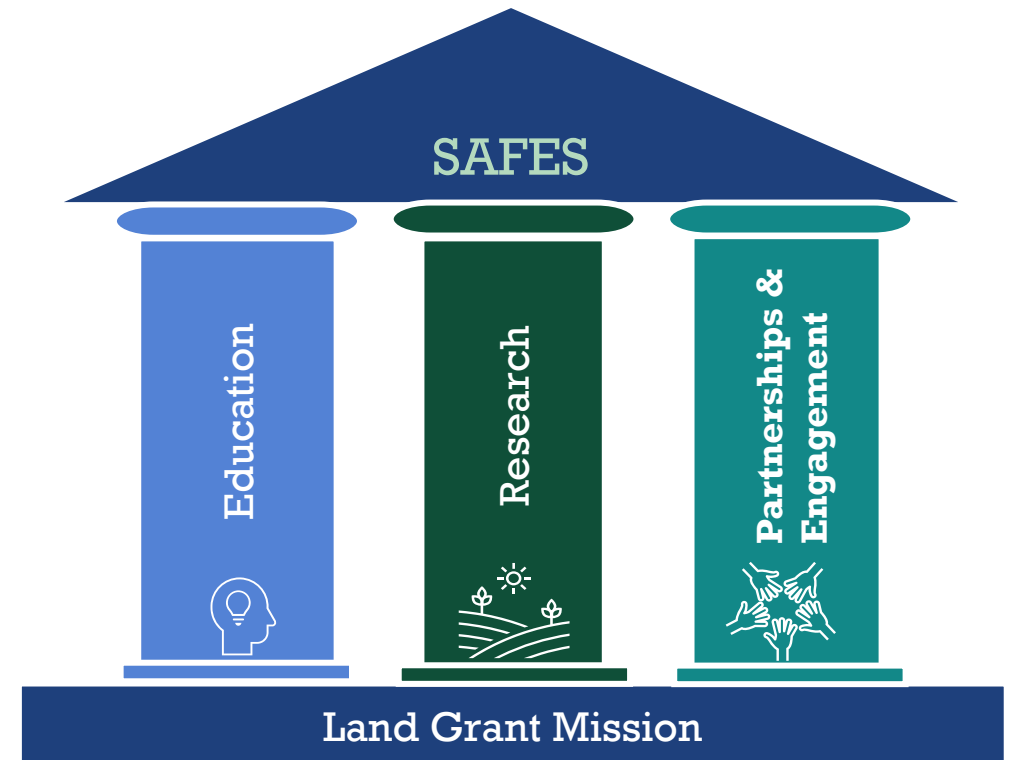 SAFES
Education
Research
Partnerships &
Engagement
Land Grant Mission